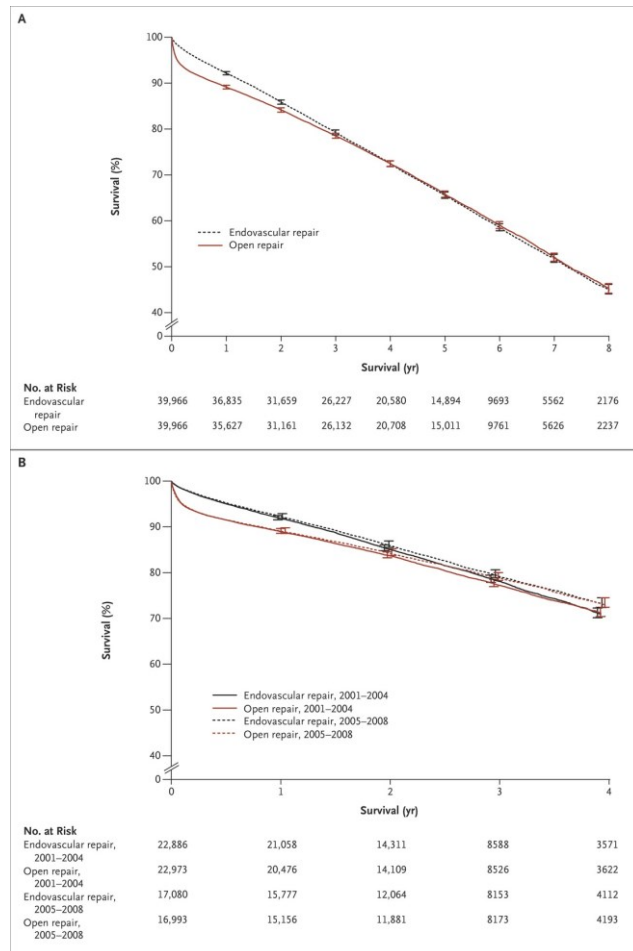 A
100
90
80
70
60
50
40
0
Survival (%)
Endovascular repair
Open repair
0 1 2 3 4 5 6 7 8
Survival (yr)
No. at Risk
Endovascular 39,966 36,835 31,659 26,227 20,580 14,894 9693 5562 2176
repair
Open repair 39,966 35,627 31,161 26,132 20,708 15,011 9761 5626 2237
B
100
90
80
70
60
50
40
0
Survival (%)
Endovascular repair, 2001–2004
Open repair, 2001–2004
Endovascular repair, 2005–2008
Open repair, 2005–2008
0 1 2 3 4
Survival (yr)
No. at Risk
Endovascular repair, 22,886 21,058 14,311 8588 3571
2001–2004
Open repair, 22,973 20,476 14,109 8526 3622
2001–2004
Endovascular repair, 17,080 15,777 12,064 8153 4112
2005–2008
Open repair, 16,993 15,156 11,881 8173 4193
2005–2008